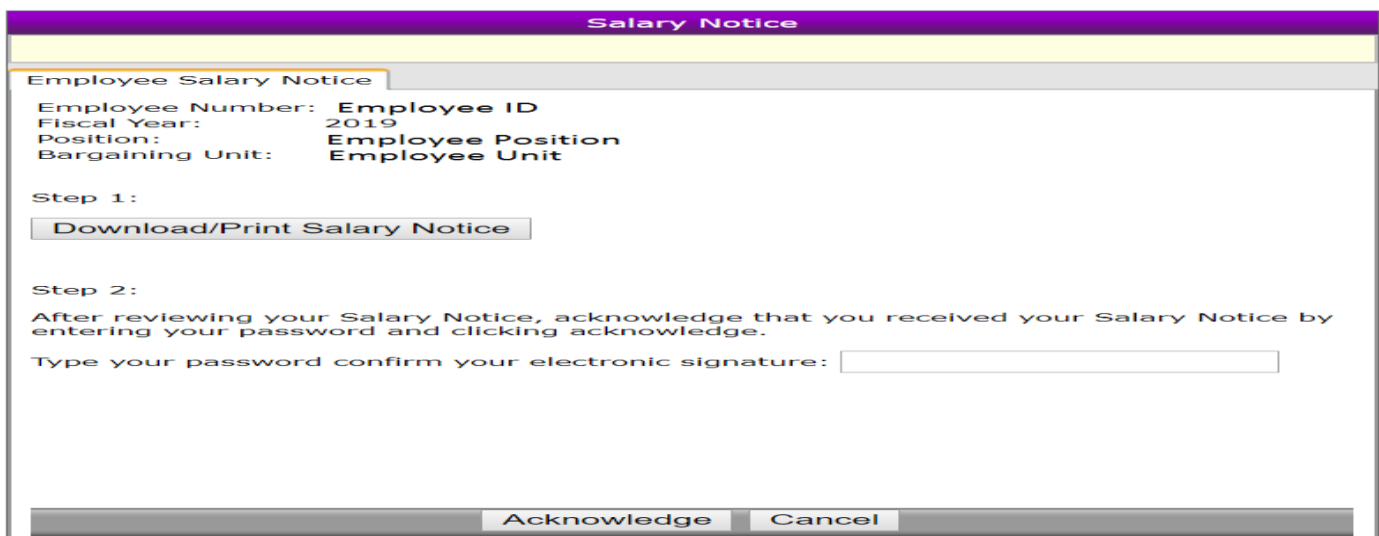 Salary Notice
Employee Salary Notice
Employee Number: Employee ID
Fiscal Year: 2019
Position: Employee Position
Bargaining Unit: Employee Unit
Step 1:
Download/Print Salary Notice
Step 2:
After reviewing your Salary Notice, acknowledge that you received your Salary Notice by
entering your password and clicking acknowledge.
Type your password confirm your electronic signature:
Acknowledge Cancel